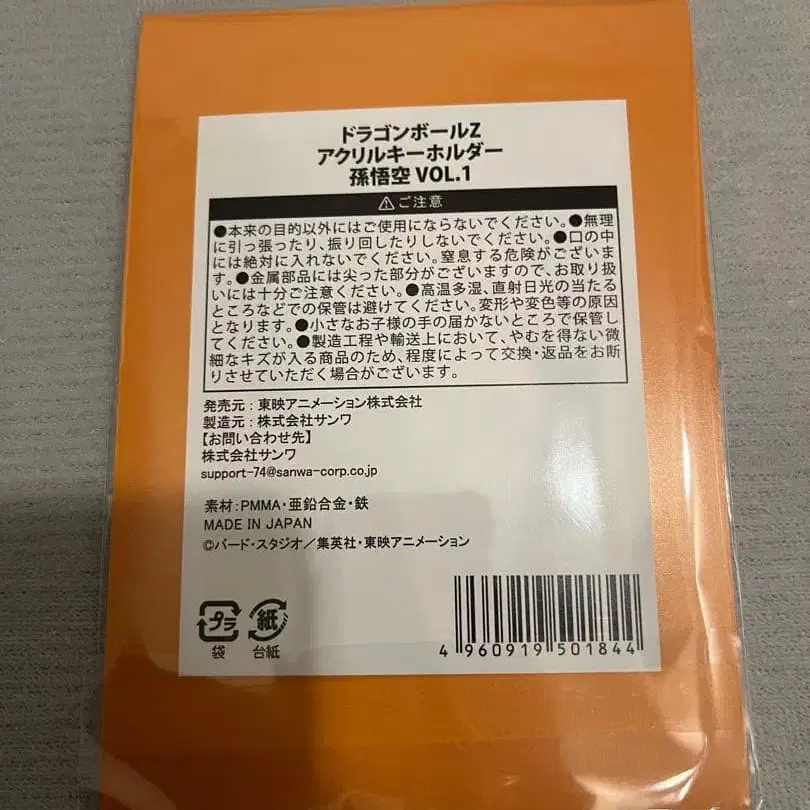 ドラゴンボールZ
アクリルキーホルダー
孫悟空 VOL.1
⚠ご注意
●本来の目的以外にはご使用にならないでください。●無理
に引っ張ったり、振り回したりしないでください。●口の中
には絶対に入れないでください。窒息する危険がございま
す。●金属部品には尖った部分がございますので、お取り扱
いには十分ご注意ください。●高温多湿、直射日光の当たる
ところなどでの保管は避けてください。変形や変色等の原因
となります。●小さなお子様の手の届かないところで保管し
てください。●製造工程や輸送上において、やむを得ない微
細なキズが入る商品のため、程度によって交換・返品をお断
りさせていただく場合がございます。
発売元:東映アニメーション株式会社
製造元:株式会社サンワ
【お問い合わせ先】
株式会社サンワ
support-74@sanwa-corp.co.jp
素材:PMMA・亜鉛合金・鉄
MADE IN JAPAN
©バード・スタジオ/集英社・東映アニメーション
プラ 紙
袋 台紙
4 960919 501844